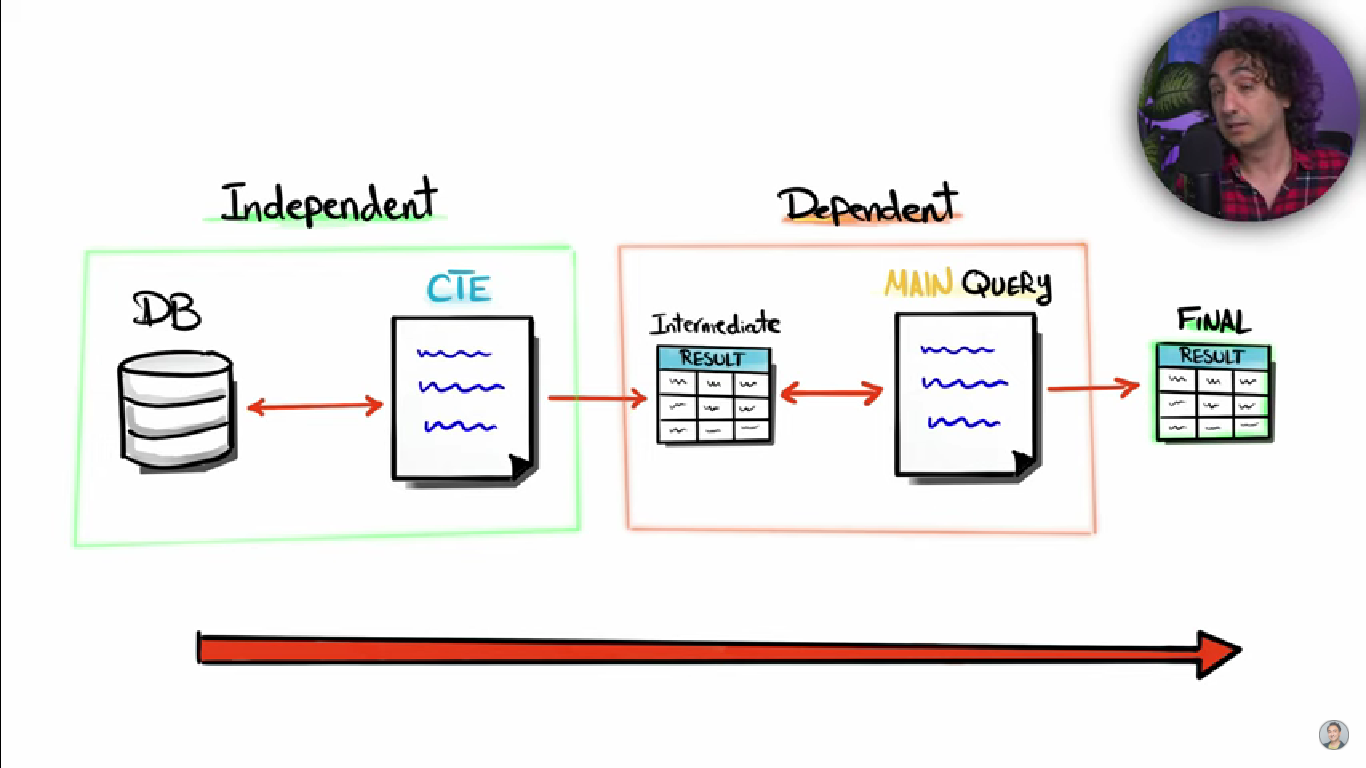 Independent
Dependent
DB
CTE
Intermediate
RESULT
MAIN QUERY
FINAL
RESULT